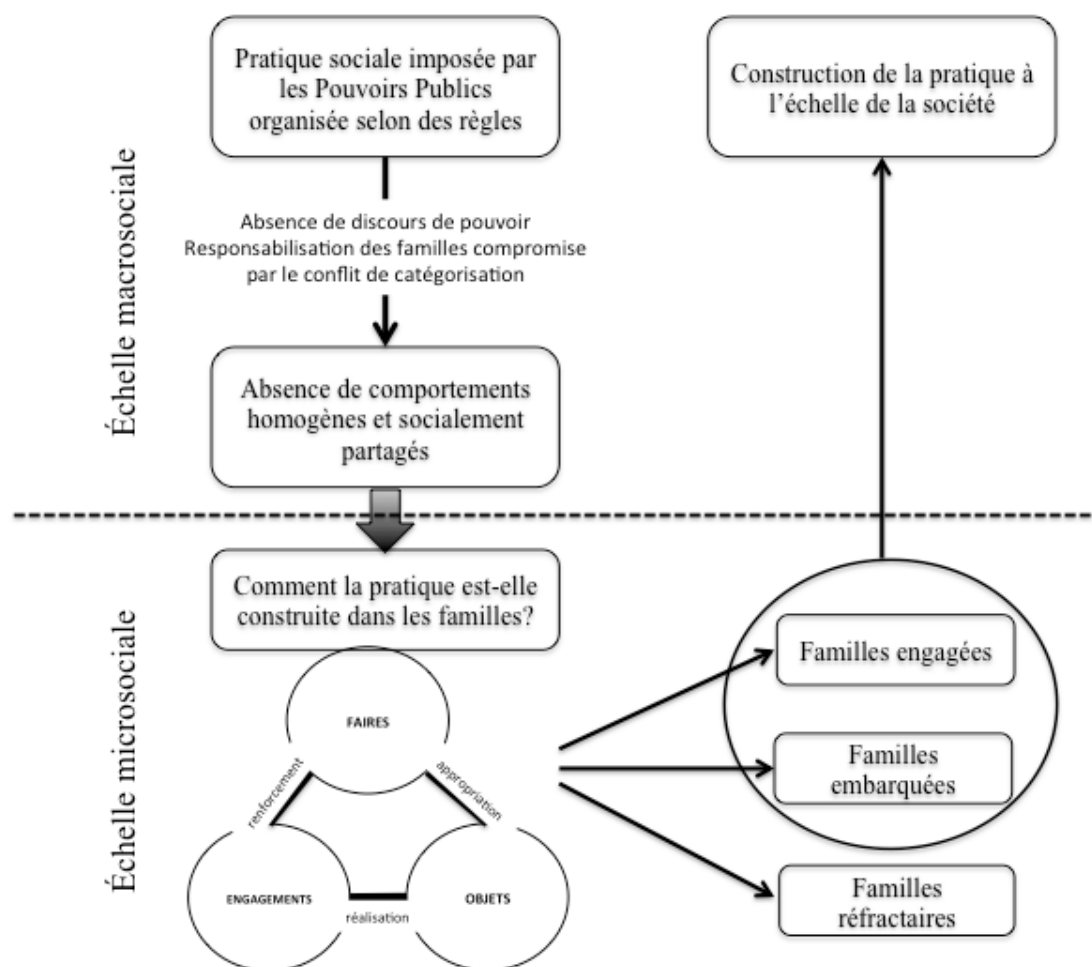 Échelle macrosociale
Pratique sociale imposée par
les Pouvoirs Publics
organisée selon des règles
Construction de la pratique à
l'échelle de la société
Absence de discours de pouvoir
Responsabilisation des familles compromise
par le conflit de catégorisation
Absence de comportements
homogènes et socialement
partagés
Échelle microsociale
Comment la pratique est-elle
construite dans les familles?
FAIRES
renforcement
appropriation
ENGAGEMENTS
réalisation
OBJETS
Familles engagées
Familles
embarquées
Familles
réfractaires